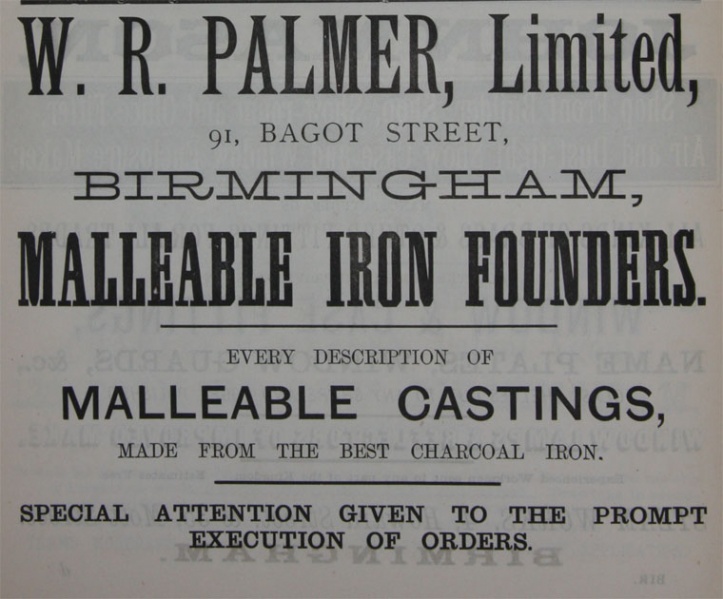 W. R. PALMER, Limited,
91, BAGOT STREET,
BIRMINGHAM,
MALLEABLE IRON FOUNDERS.
EVERY DESCRIPTION OF
MALLEABLE CASTINGS,
MADE FROM THE BEST CHARCOAL IRON.
SPECIAL ATTENTION GIVEN TO THE PROMPT
EXECUTION OF ORDERS.